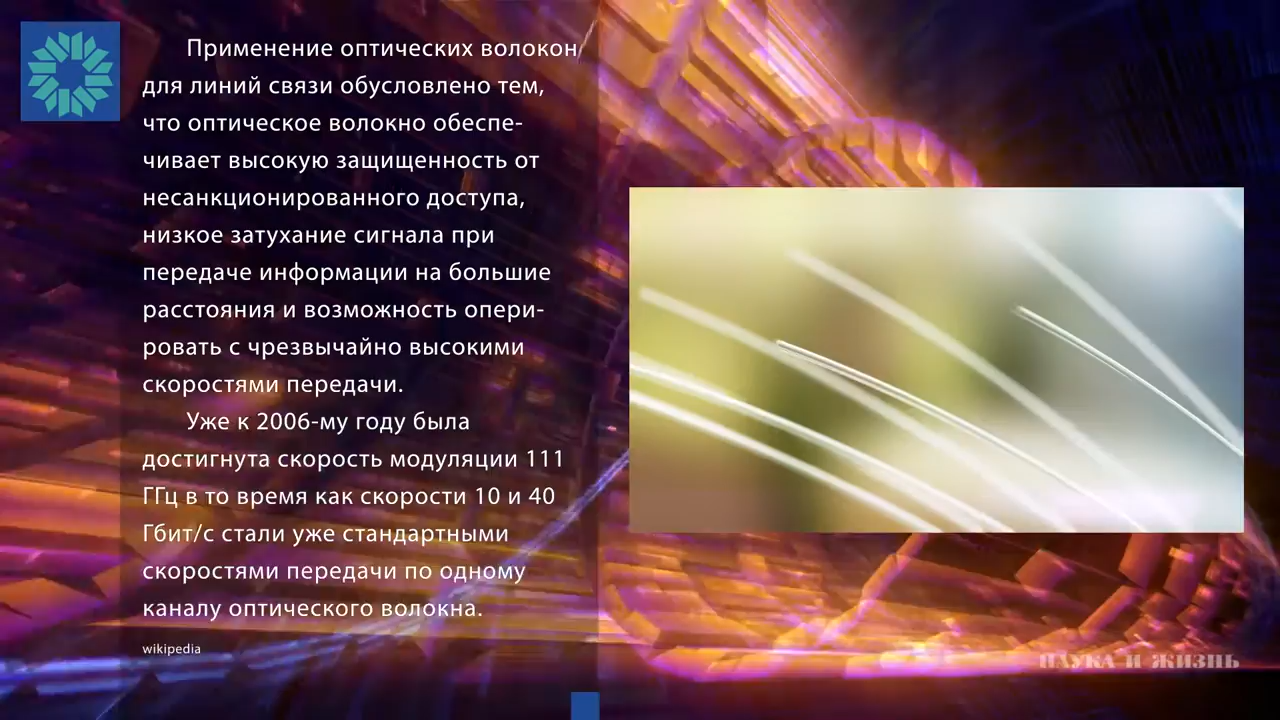 Применение оптических волокон
для линий связи обусловлено тем,
что оптическое волокно обеспе-
чивает высокую защищенность от
несанкционированного доступа,
низкое затухание сигнала при
передаче информации на большие
расстояния и возможность опери-
ровать с чрезвычайно высокими
скоростями передачи.
Уже к 2006-му году была
достигнута скорость модуляции 111
ГГц в то время как скорости 10 и 40
Гбит/с стали уже стандартными
скоростями передачи по одному
каналу оптического волокна.
wikipedia
НАУКА И ЖИЗНЬ